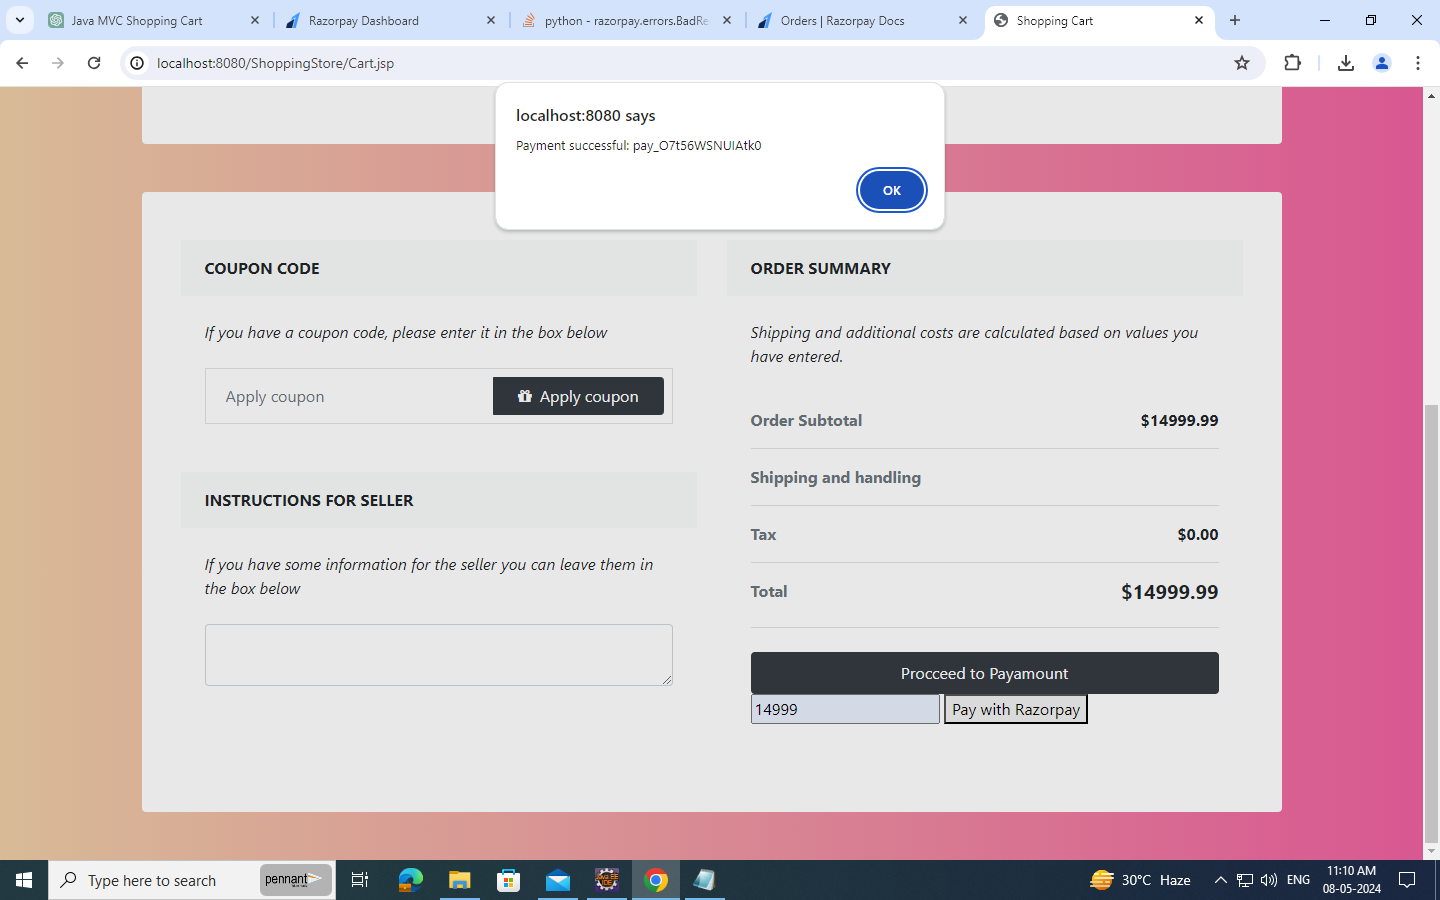 Java MVC Shopping Cart
Razorpay Dashboard
python - razorpay.errors.BadRe
Orders | Razorpay Docs
Shopping Cart
localhost:8080/ShoppingStore/Cart.jsp
localhost:8080 says
Payment successful: pay_O7t56WSNUIAtk0
OK
COUPON CODE
If you have a coupon code, please enter it in the box below
Apply coupon
Apply coupon
INSTRUCTIONS FOR SELLER
If you have some information for the seller you can leave them in
the box below
ORDER SUMMARY
Shipping and additional costs are calculated based on values you
have entered.
Order Subtotal $14999.99
Shipping and handling
Tax $0.00
Total $14999.99
Procceed to Payamount
14999 Pay with Razorpay
Type here to search
pennant
30°C Haze
ENG
11:10 AM
08-05-2024